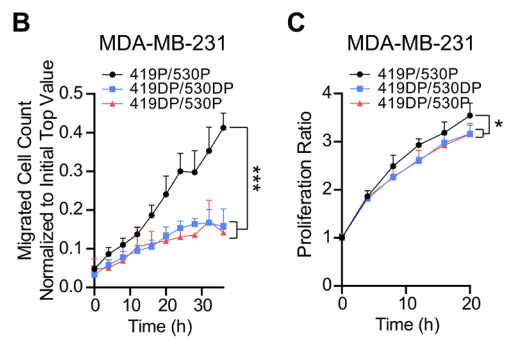 B
MDA-MB-231
419P/530P
419P/530DP
419DP/530P
Migrated Cell Count
Normalized to Initial Top Value
0.5
0.4
0.3
0.2
0.1
0.0
0
10
20
30
Time (h)
***
C
MDA-MB-231
419P/530P
419DP/530DP
419DP/530P
Proliferation Ratio
4
3
2
1
0
0
10
20
Time (h)
*